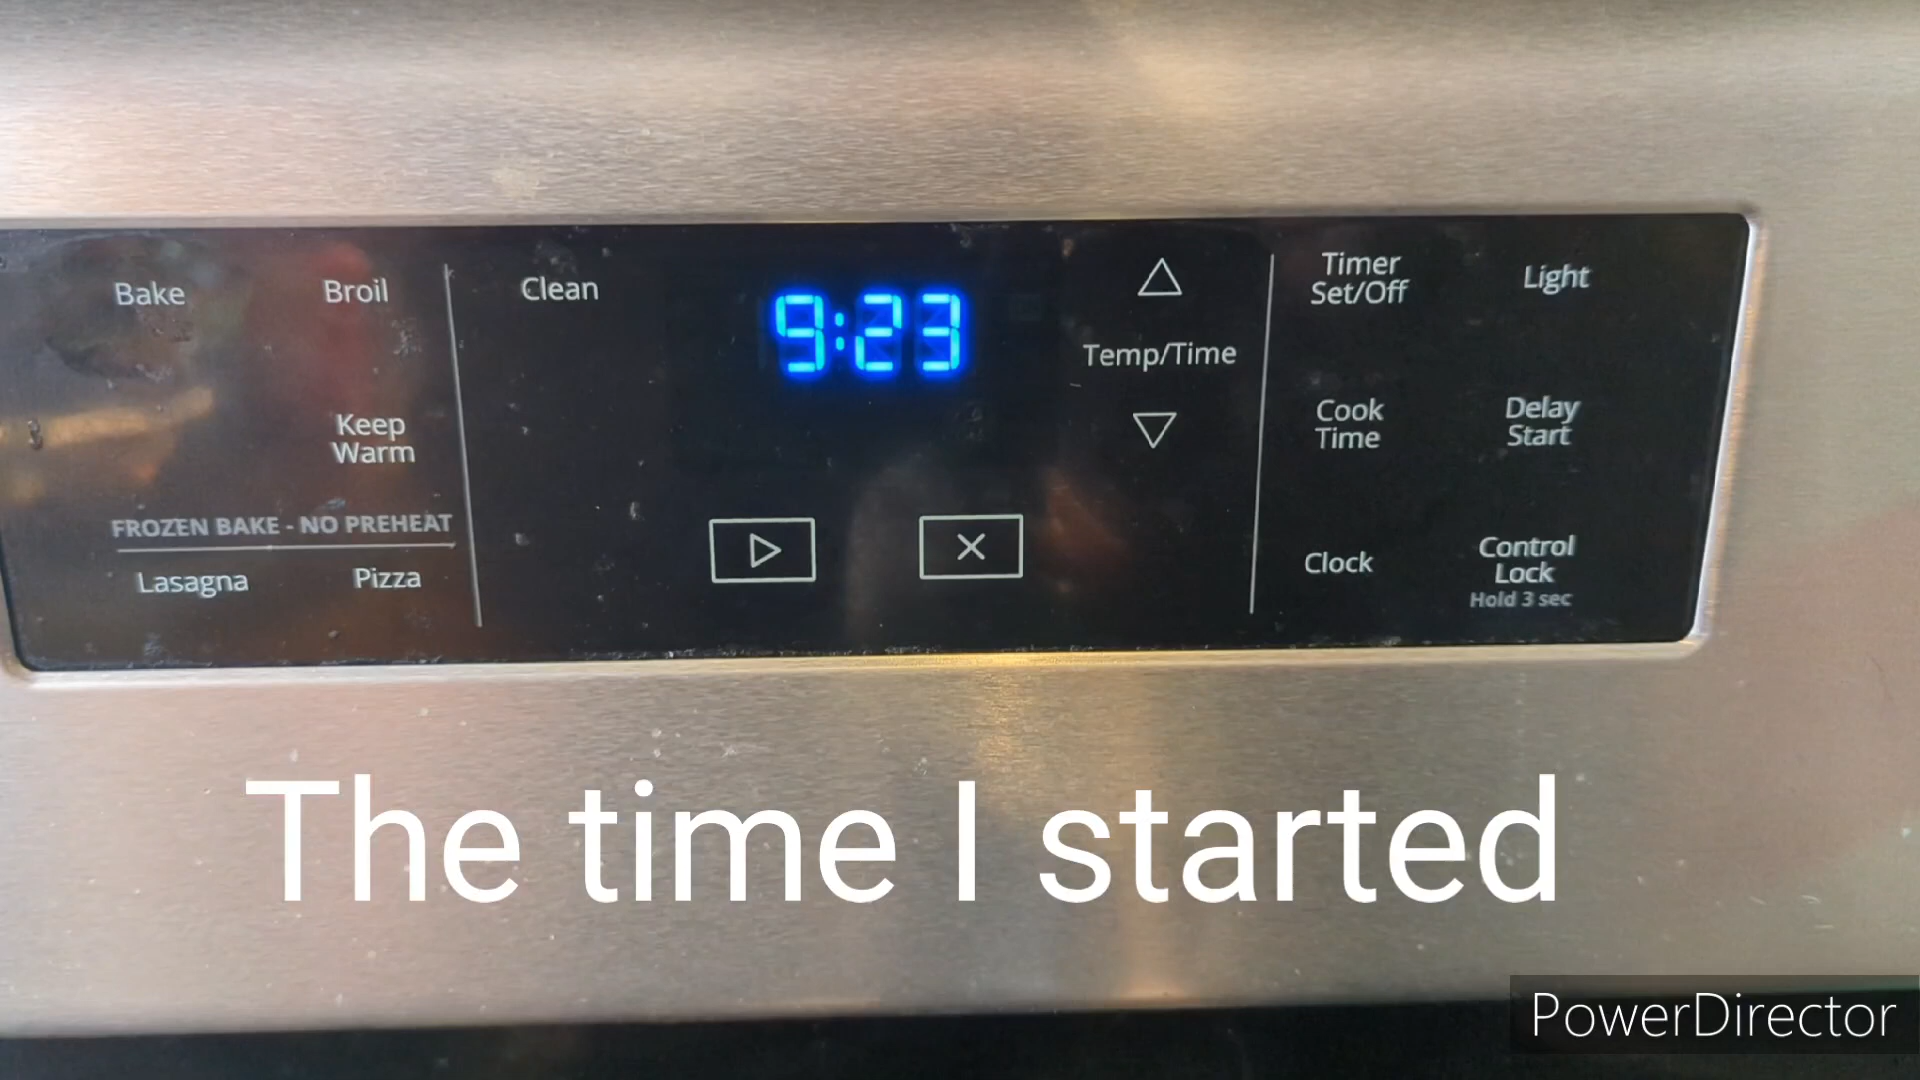 Bake
Broil
Clean
9:23
Temp/Time
Timer
Set/Off
Light
Keep
Warm
Cook
Time
Delay
Start
FROZEN BAKE - NO PREHEAT
Lasagna
Pizza
Clock
Control
Lock
Hold 3 sec
The time I started
PowerDirector